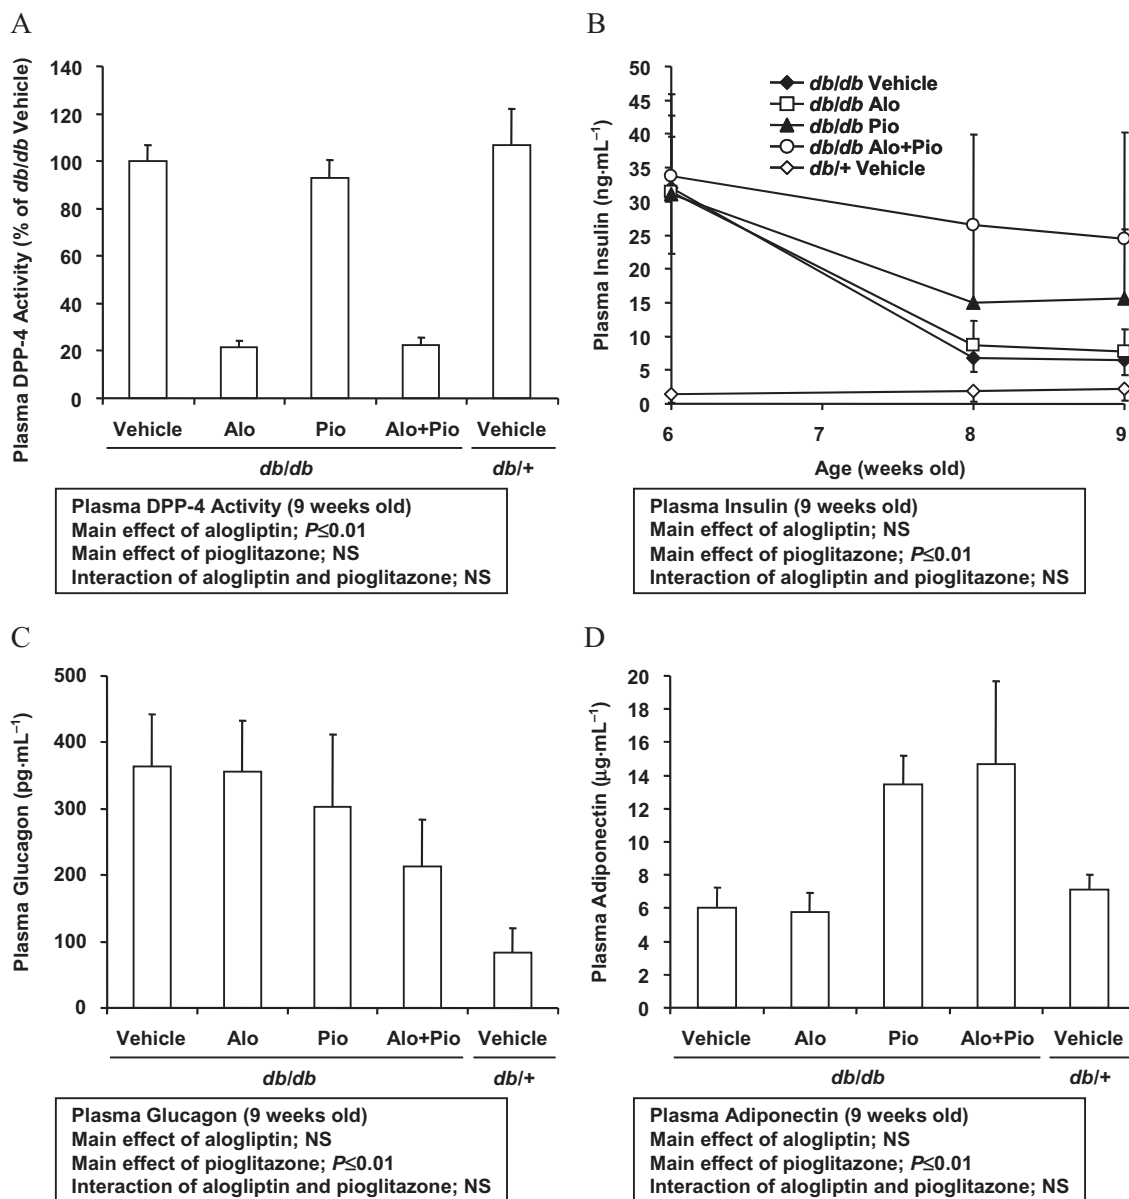 A
Plasma DPP-4 Activity (% of db/db Vehicle)
140
120
100
80
60
40
20
0
Vehicle Alo Pio Alo+Pio Vehicle
db/db db/+
Plasma DPP-4 Activity (9 weeks old)
Main effect of alogliptin; P≤0.01
Main effect of pioglitazone; NS
Interaction of alogliptin and pioglitazone; NS
B
Plasma Insulin (ng·mL⁻¹)
50
45
40
35
30
25
20
15
10
5
0
db/db Vehicle
db/db Alo
db/db Pio
db/db Alo+Pio
db/+ Vehicle
6 7 8 9
Age (weeks old)
Plasma Insulin (9 weeks old)
Main effect of alogliptin; NS
Main effect of pioglitazone; P≤0.01
Interaction of alogliptin and pioglitazone; NS
C
Plasma Glucagon (pg·mL⁻¹)
500
400
300
200
100
0
Vehicle Alo Pio Alo+Pio Vehicle
db/db db/+
Plasma Glucagon (9 weeks old)
Main effect of alogliptin; NS
Main effect of pioglitazone; P≤0.01
Interaction of alogliptin and pioglitazone; NS
D
Plasma Adiponectin (μg·mL⁻¹)
20
18
16
14
12
10
8
6
4
2
0
Vehicle Alo Pio Alo+Pio Vehicle
db/db db/+
Plasma Adiponectin (9 weeks old)
Main effect of alogliptin; NS
Main effect of pioglitazone; P≤0.01
Interaction of alogliptin and pioglitazone; NS